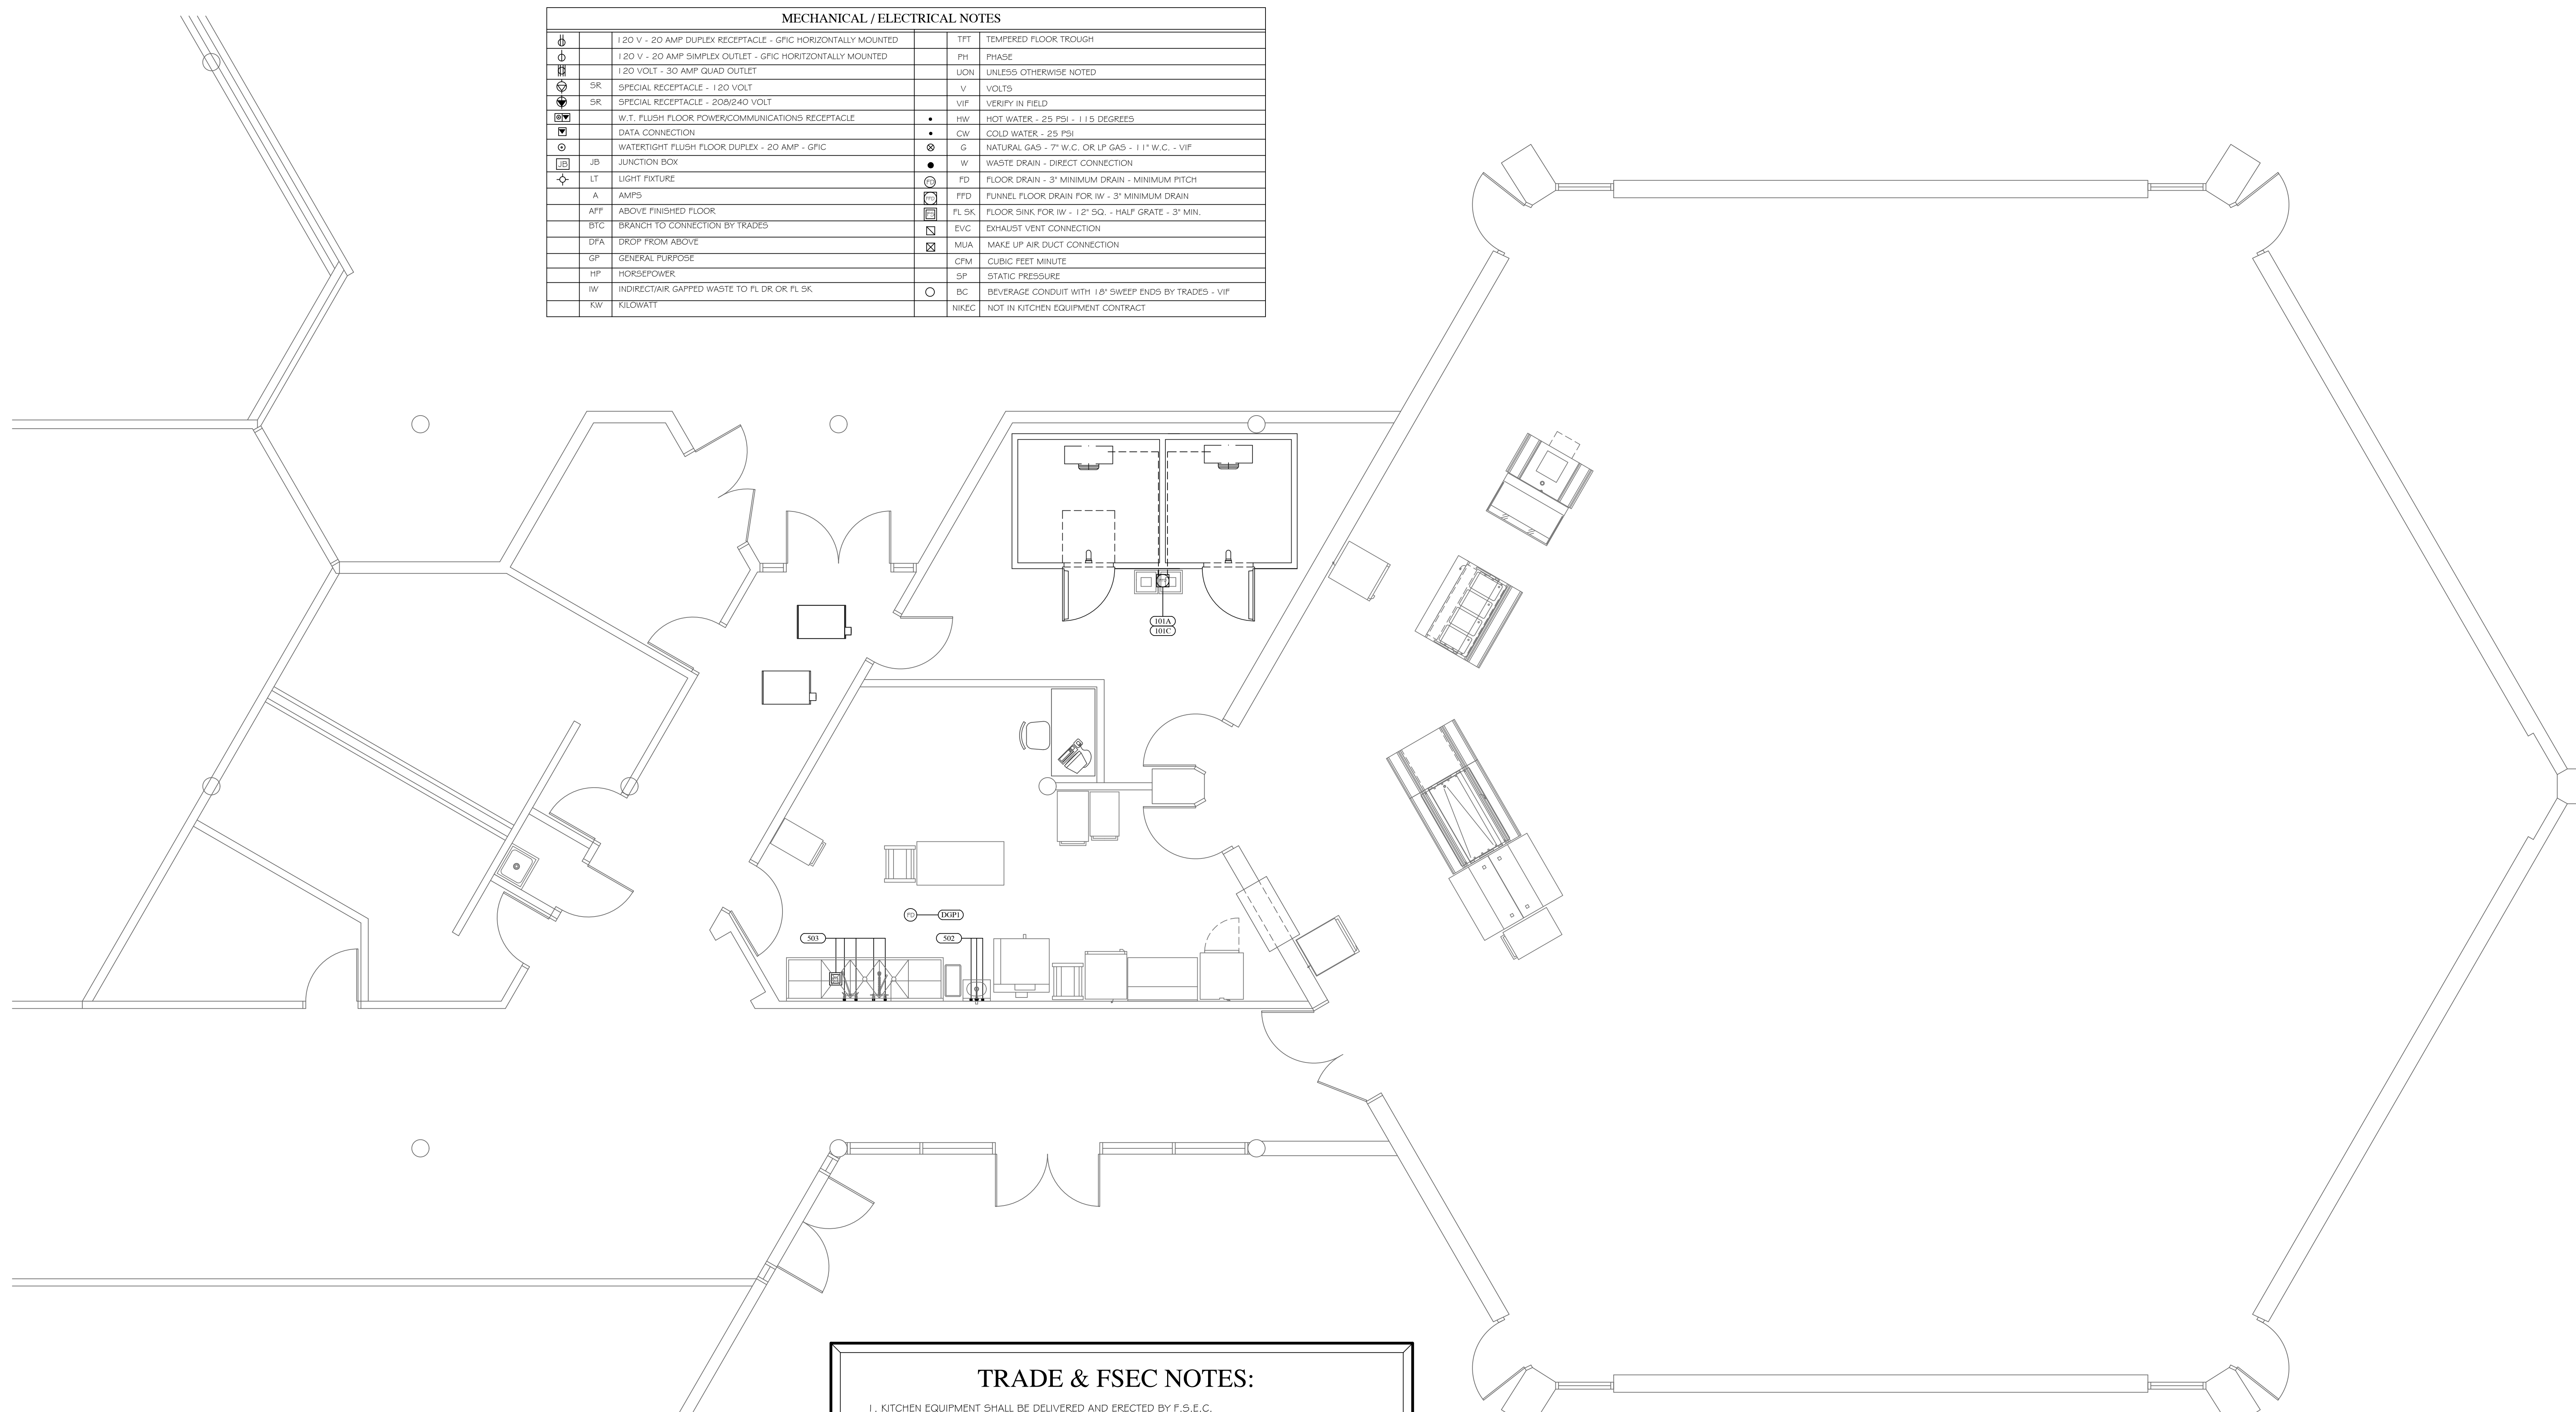 MECHANICAL / ELECTRICAL NOTES
120 V - 20 AMP DUPLEX RECEPTACLE - GFIC HORIZONTALLY MOUNTED
120 V - 20 AMP SIMPLEX OUTLET - GFIC HORITZONTALLY MOUNTED
120 VOLT - 30 AMP QUAD OUTLET
SR SPECIAL RECEPTACLE - 120 VOLT
SR SPECIAL RECEPTACLE - 208/240 VOLT
W.T. FLUSH FLOOR POWER/COMMUNICATIONS RECEPTACLE
DATA CONNECTION
WATERTIGHT FLUSH FLOOR DUPLEX - 20 AMP - GFIC
JB JB JUNCTION BOX
LT LIGHT FIXTURE
A AMPS
AFF ABOVE FINISHED FLOOR
BTC BRANCH TO CONNECTION BY TRADES
DFA DROP FROM ABOVE
GP GENERAL PURPOSE
HP HORSEPOWER
IW INDIRECT/AIR GAPPED WASTE TO FL DR OR FL SK
KW KILOWATT
TFT TEMPERED FLOOR TROUGH
PH PHASE
UON UNLESS OTHERWISE NOTED
V VOLTS
VIF VERIFY IN FIELD
HW HOT WATER - 25 PSI - 115 DEGREES
CW COLD WATER - 25 PSI
G NATURAL GAS - 7" W.C. OR LP GAS - 11" W.C. - VIF
W WASTE DRAIN - DIRECT CONNECTION
FD FD FLOOR DRAIN - 3" MINIMUM DRAIN - MINIMUM PITCH
FFD FFD FUNNEL FLOOR DRAIN FOR IW - 3" MINIMUM DRAIN
FL SK FLOOR SINK FOR IW - 12" SQ. - HALF GRATE - 3" MIN.
EVC EXHAUST VENT CONNECTION
MUA MAKE UP AIR DUCT CONNECTION
CFM CUBIC FEET MINUTE
SP STATIC PRESSURE
BC BEVERAGE CONDUIT WITH 18" SWEEP ENDS BY TRADES - VIF
NIKEC NOT IN KITCHEN EQUIPMENT CONTRACT
101A
101C
FD DGP1
503
502
TRADE & FSEC NOTES:
1. KITCHEN EQUIPMENT SHALL BE DELIVERED AND ERECTED BY F.S.E.C.